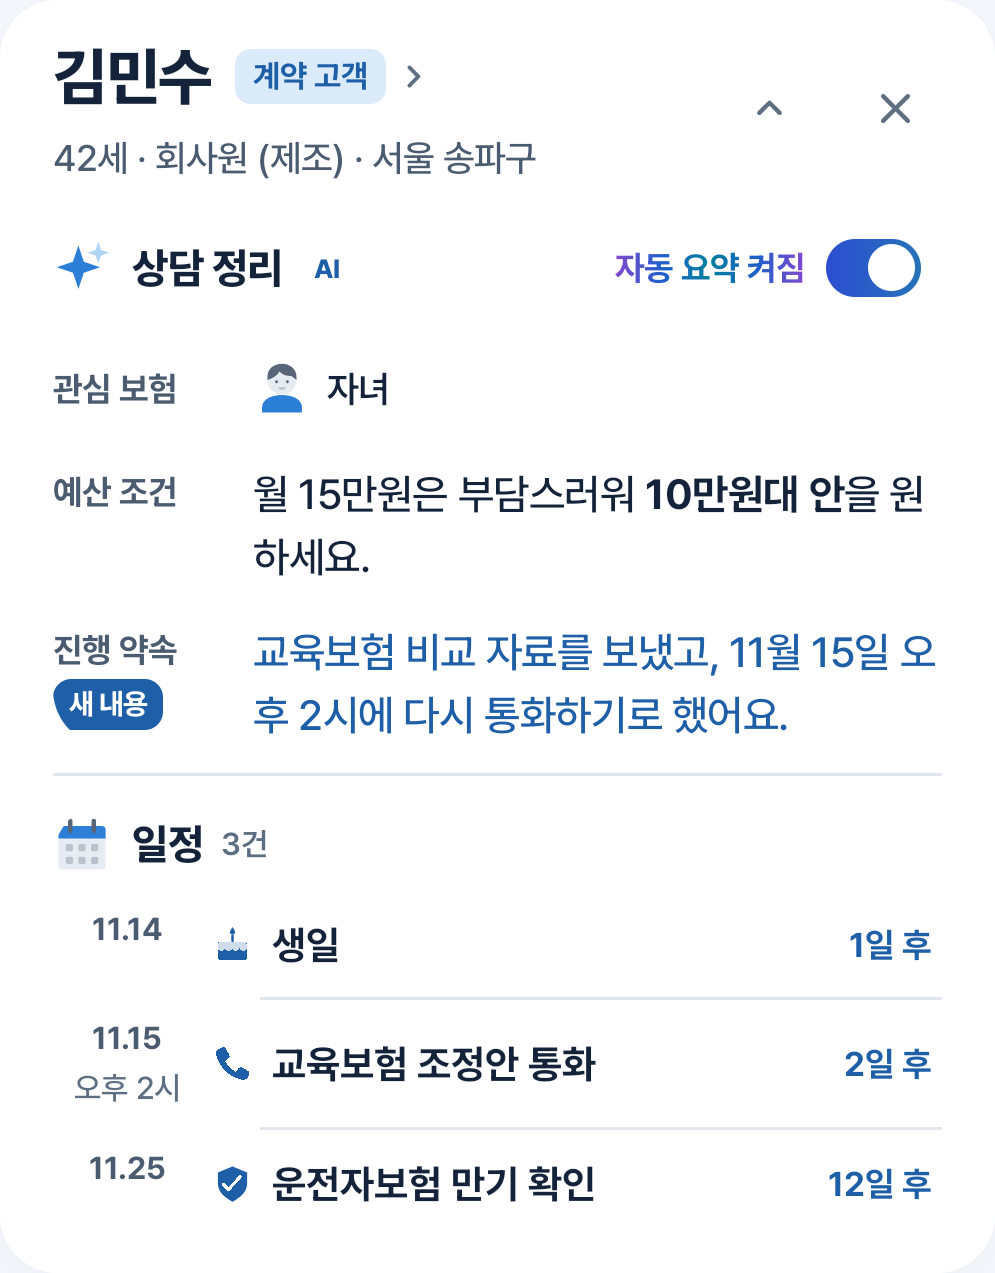 김민수 계약 고객
42세 · 회사원 (제조) · 서울 송파구
상담 정리 AI 자동 요약 켜짐
관심 보험 자녀
예산 조건 월 15만원은 부담스러워 10만원대 안을 원
하세요.
진행 약속 교육보험 비교 자료를 보냈고, 11월 15일 오
새 내용 후 2시에 다시 통화하기로 했어요.
일정 3건
11.14 생일 1일 후
11.15
교육보험 조정안 통화 2일 후
오후 2시
11.25 운전자보험 만기 확인 12일 후